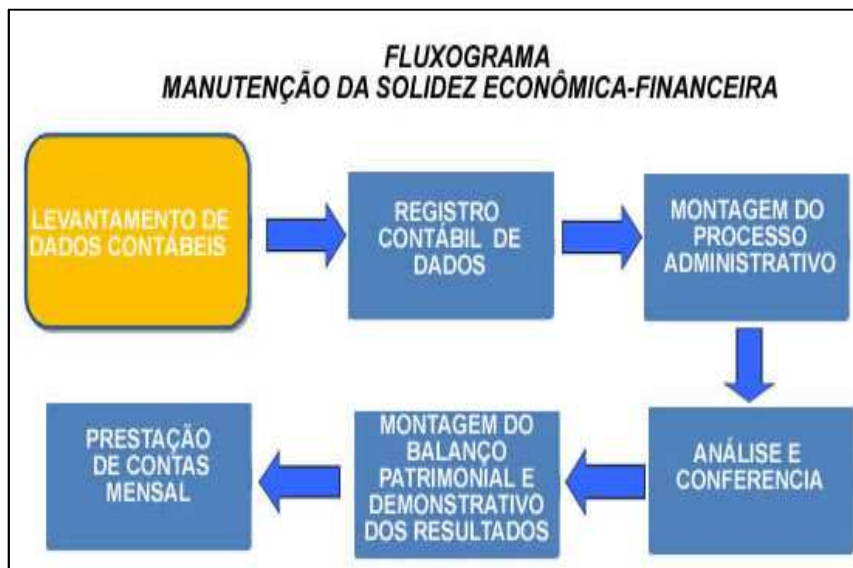 FLUXOGRAMA
MANUTENÇÃO DA SOLIDEZ ECONÔMICA-FINANCEIRA
LEVANTAMENTO DE
DADOS CONTÁBEIS
REGISTRO
CONTÁBIL DE
DADOS
MONTAGEM DO
PROCESSO
ADMINISTRATIVO
ANÁLISE E
CONFERENCIA
MONTAGEM DO
BALANÇO
PATRIMONIAL E
DEMONSTRATIVO
DOS RESULTADOS
PRESTAÇÃO
DE CONTAS
MENSAL